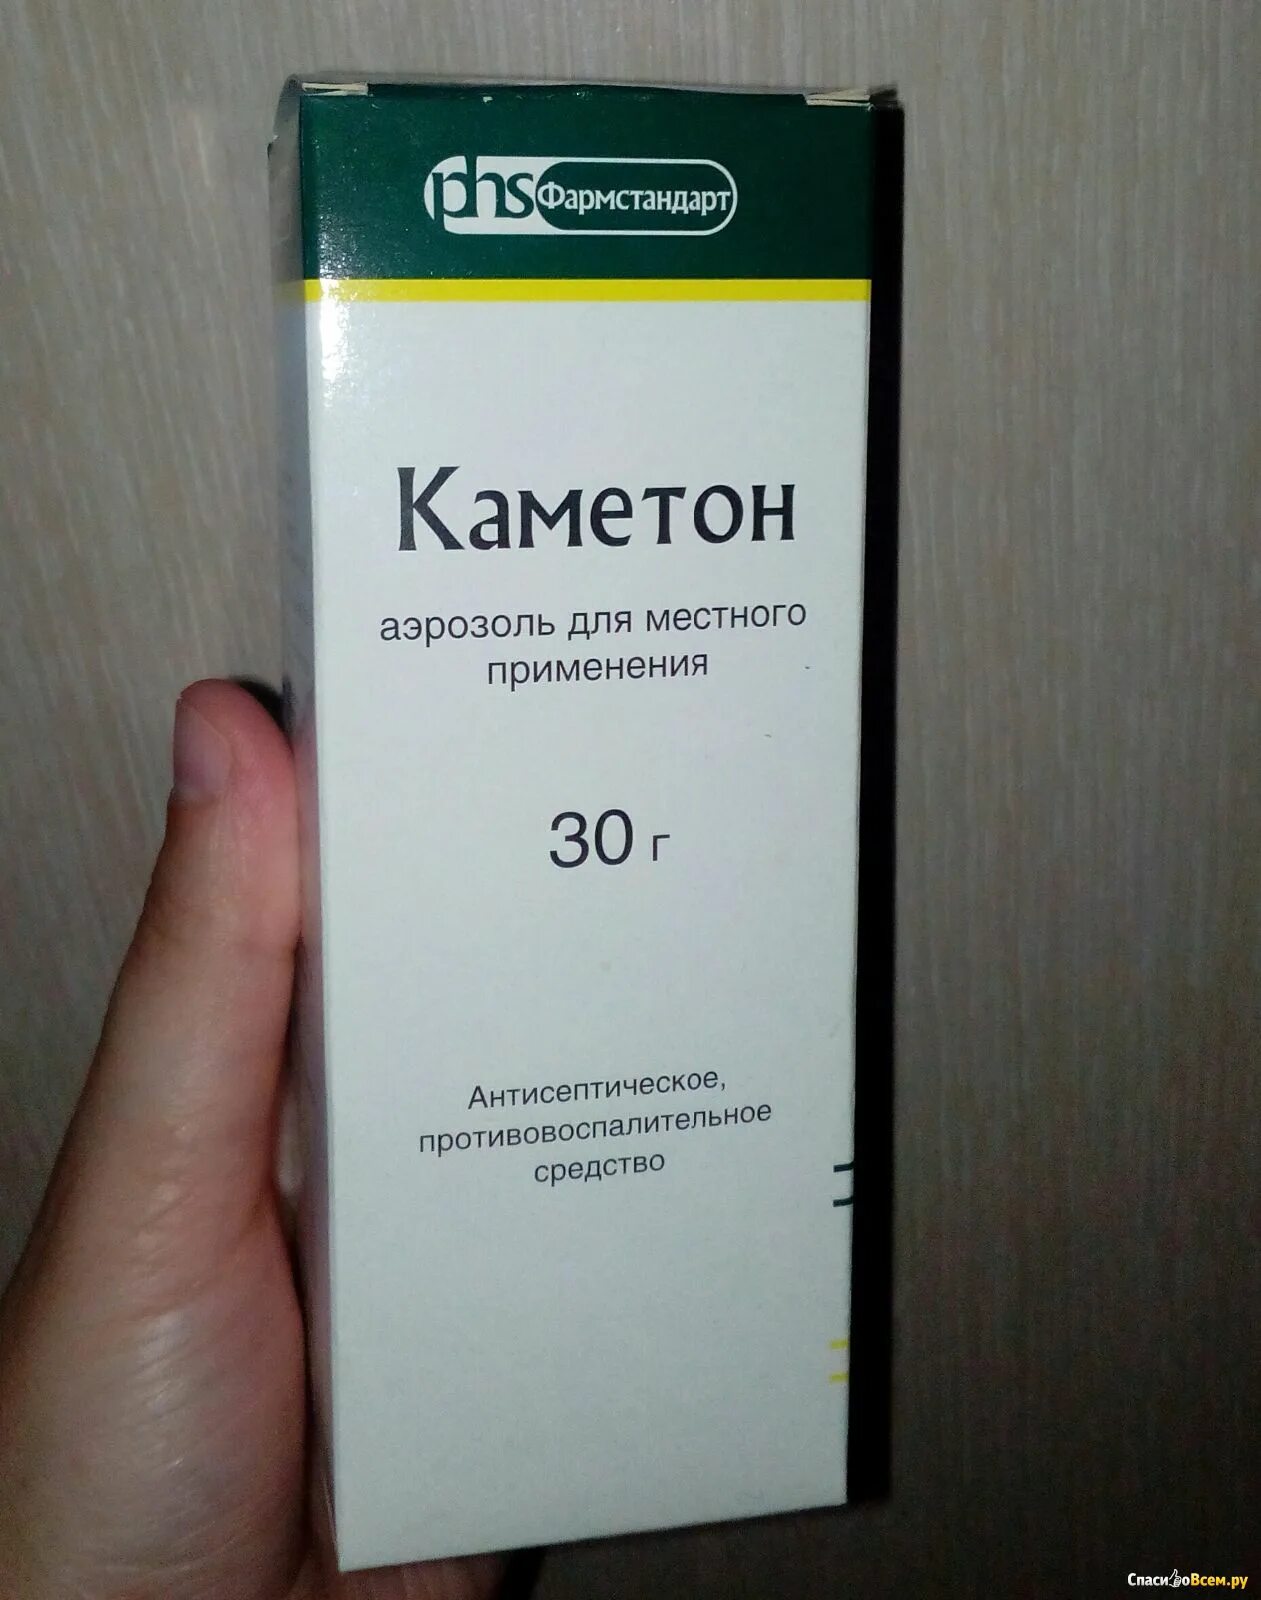 phs Фармстандарт
Каметон
аэрозоль для местного
применения
30 г
Антисептическое,
противовоспалительное
средство
СпасибоВсем.ру